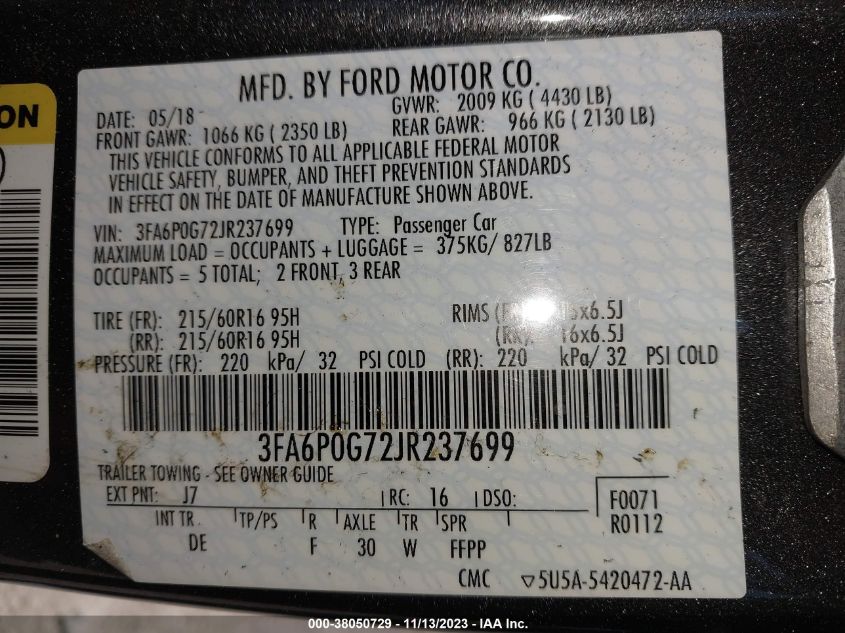 ON
MFD. BY FORD MOTOR CO.
DATE: 05/18
GVWR: 2009 KG ( 4430 LB)
FRONT GAWR: 1066 KG ( 2350 LB) REAR GAWR: 966 KG ( 2130 LB)
THIS VEHICLE CONFORMS TO ALL APPLICABLE FEDERAL MOTOR
VEHICLE SAFETY, BUMPER, AND THEFT PREVENTION STANDARDS
IN EFFECT ON THE DATE OF MANUFACTURE SHOWN ABOVE.
VIN: 3FA6P0G72JR237699 TYPE: Passenger Car
MAXIMUM LOAD = OCCUPANTS + LUGGAGE = 375KG/ 827LB
OCCUPANTS = 5 TOTAL; 2 FRONT, 3 REAR
TIRE (FR): 215/60R16 95H RIMS
(RR): 215/60R16 95H (RR): 16x6.5J
PRESSURE (FR): 220 kPa/ 32 PSI COLD (RR): 220 kPa/ 32 PSI COLD
3FA6P0G72JR237699
TRAILER TOWING - SEE OWNER GUIDE
EXT PNT: J7 RC: 16 DSO: F0071
R0112
INT TR TP/PS R AXLE TR SPR
DE F 30 W FFPP
CMC ▽5U5A-5420472-AA
000-38050729 - 11/13/2023 - IAA Inc.